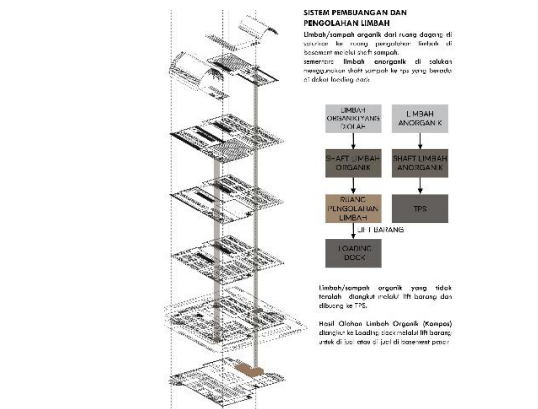 SISTEM PEMBUANGAN DAN
PENGOLAHAN LIMBAH
Limbah/sampah organik dari ruang dagang di
salurkan ke ruang pengolahan limbah di
basement melalui shaft sampah.
sementara limbah anorganik di salukan
menggunakan shaft sampah ke tps yang berada
di dekat loading dock
LIMBAH
ORGANIK YANG
DIOLAH
LIMBAH
ANORGANIK
SHAFT LIMBAH
ORGANIK
SHAFT LIMBAH
ANORGANIK
RUANG
PENGOLAHAN
LIMBAH
TPS
LIFT BARANG
LOADING
DOCK
Limbah/sampah organik yang tidak
terolah diangkut melalui lift barang dan
dibuang ke TPS.
Hasil Olahan Limbah Organik (Kompos)
diangkut ke Loading dock melalui lift barang
untuk di jual atau di jual di basement pasar